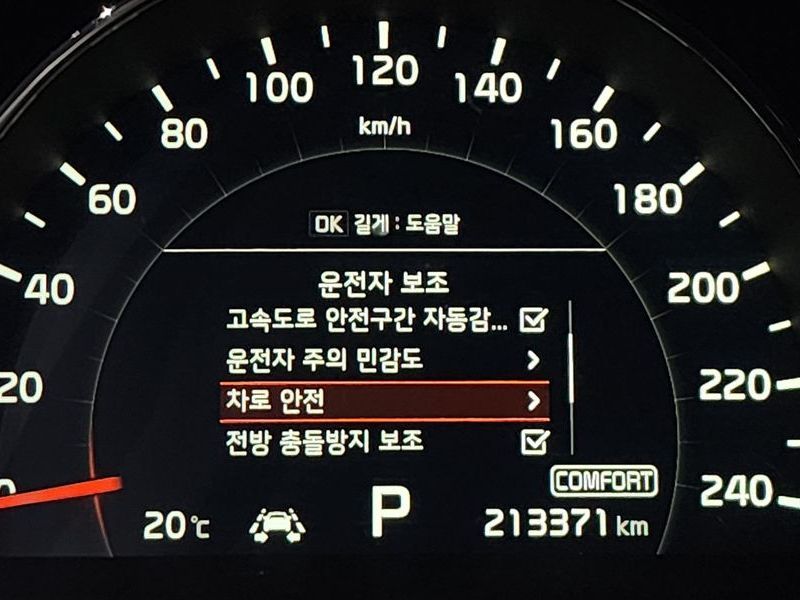 120
100
140
km/h
80
160
60
180
OK 길게 : 도움말
40
운전자 보조
200
고속도로 안전구간 자동감...
운전자 주의 민감도
20
220
차로 안전
전방 충돌방지 보조
COMFORT
240
20℃
P
213371 km